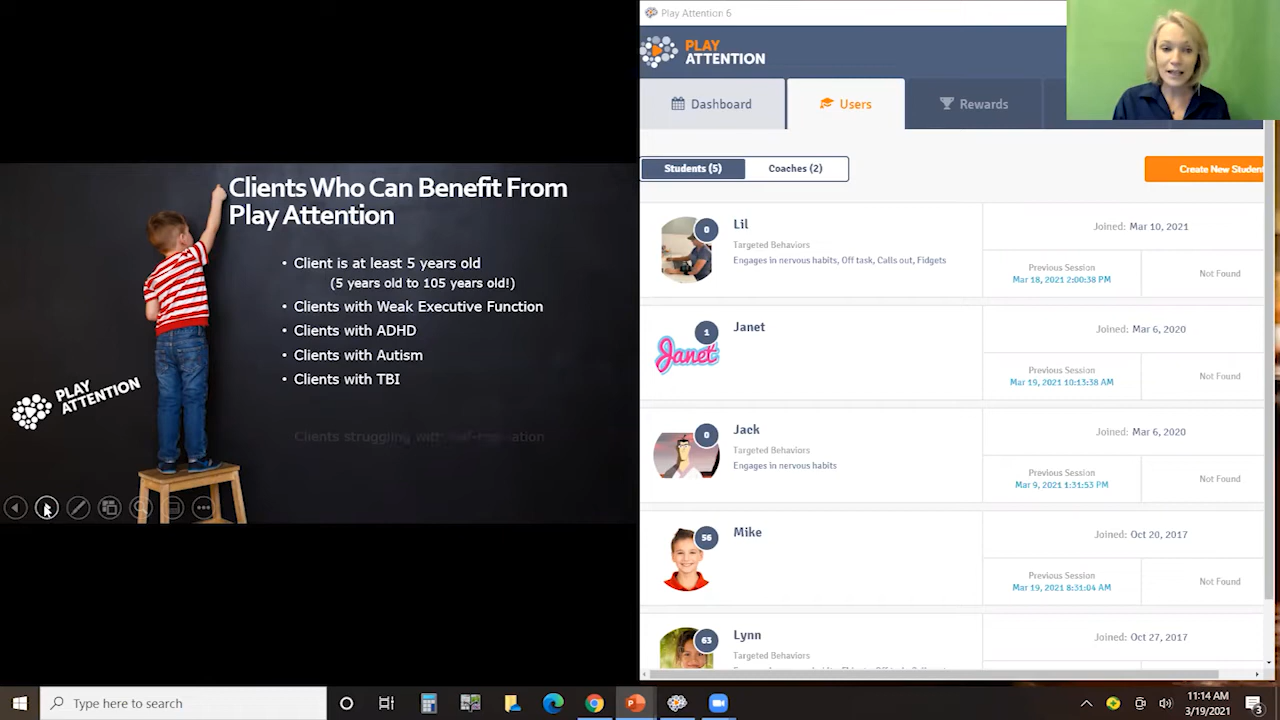 Clients Who Can Benefit From
Play Attention
Client is at least 5 years old
(5 years old to 105 years old!)
Clients with Weak Executive Function
Clients with ADHD
Clients with Autism
Clients with TBI
Clients struggling with
PLAY
ATTENTION
Play Attention 6
PLAY
ATTENTION
Dashboard
Users
Rewards
Students (5)
Coaches (2)
Create New Student
0
Lil
Targeted Behaviors
Engages in nervous habits, Off task, Calls out, Fidgets
Joined: Mar 10, 2021
Previous Session
Mar 18, 2021 2:00:38 PM
Not Found
1
Janet
Janet
Joined: Mar 6, 2020
Previous Session
Mar 19, 2021 10:13:38 AM
Not Found
0
Jack
Targeted Behaviors
Engages in nervous habits
Joined: Mar 6, 2020
Previous Session
Mar 9, 2021 1:31:53 PM
Not Found
56
Mike
Joined: Oct 20, 2017
Previous Session
Mar 19, 2021 8:31:04 AM
Not Found
63
Lynn
Targeted Behaviors
Joined: Oct 27, 2017
Type here to search
11:14 AM
3/19/2021
3